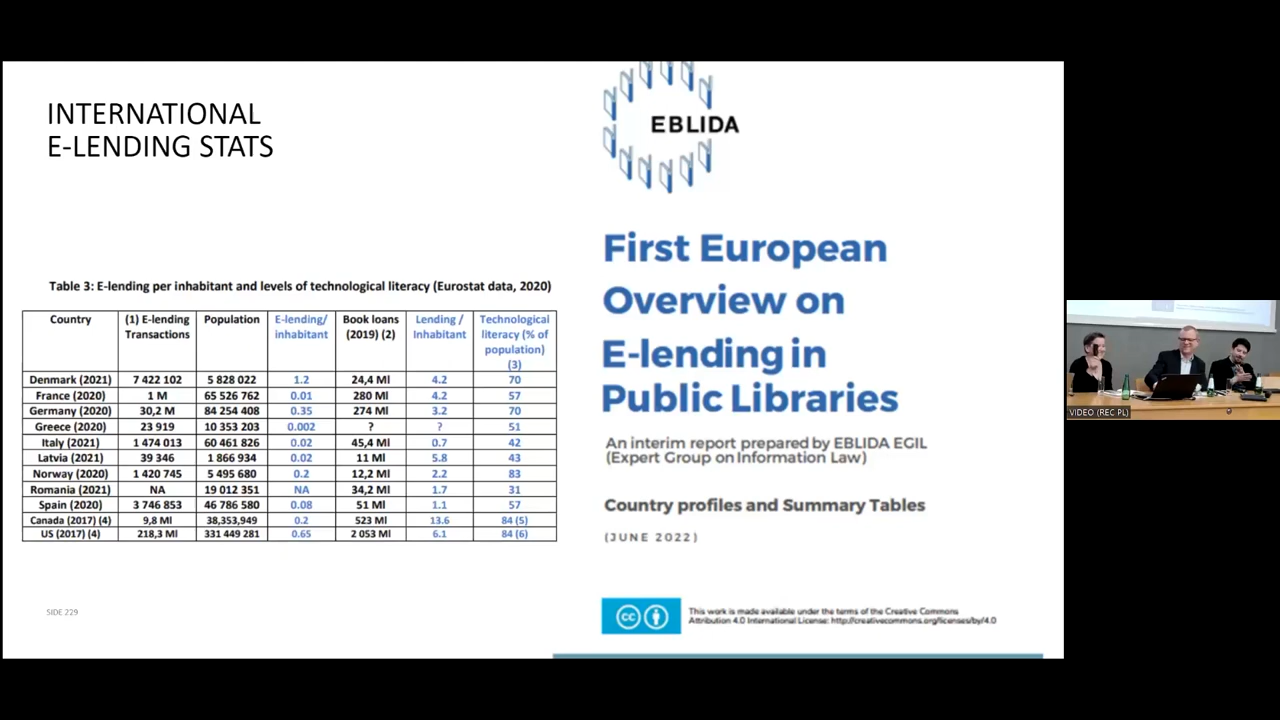 INTERNATIONAL
E-LENDING STATS
Table 3: E-lending per inhabitant and levels of technological literacy (Eurostat data, 2020)
Country (1) E-lending Transactions Population E-lending/ inhabitant Book loans (2019) (2) Lending / Inhabitant Technological literacy (% of population) (3)
Denmark (2021) 7 422 102 5 828 022 1.2 24,4 Ml 4.2 70
France (2020) 1 M 65 526 762 0.01 280 Ml 4.2 57
Germany (2020) 30,2 M 84 254 408 0.35 274 Ml 3.2 70
Greece (2020) 23 919 10 353 203 0.002 ? ? 51
Italy (2021) 1 474 013 60 461 826 0.02 45,4 Ml 0.7 42
Latvia (2021) 39 346 1 866 934 0.02 11 Ml 5.8 43
Norway (2020) 1 420 745 5 495 680 0.2 12,2 Ml 2.2 83
Romania (2021) NA 19 012 351 NA 34,2 Ml 1.7 31
Spain (2020) 3 746 853 46 786 580 0.08 51 Ml 1.1 57
Canada (2017) (4) 9,8 Ml 38,353,949 0.2 523 Ml 13.6 84 (5)
US (2017) (4) 218,3 Ml 331 449 281 0.65 2 053 Ml 6.1 84 (6)
SIDE 229
EBLIDA
First European
Overview on
E-lending in
Public Libraries
An interim report prepared by EBLIDA EGIL
(Expert Group on Information Law)
Country profiles and Summary Tables
(JUNE 2022)
cc
This work is made available under the terms of the Creative Commons
Attribution 4.0 International License: http://creativecommons.org/licenses/by/4.0
VIDEO (REC PL)